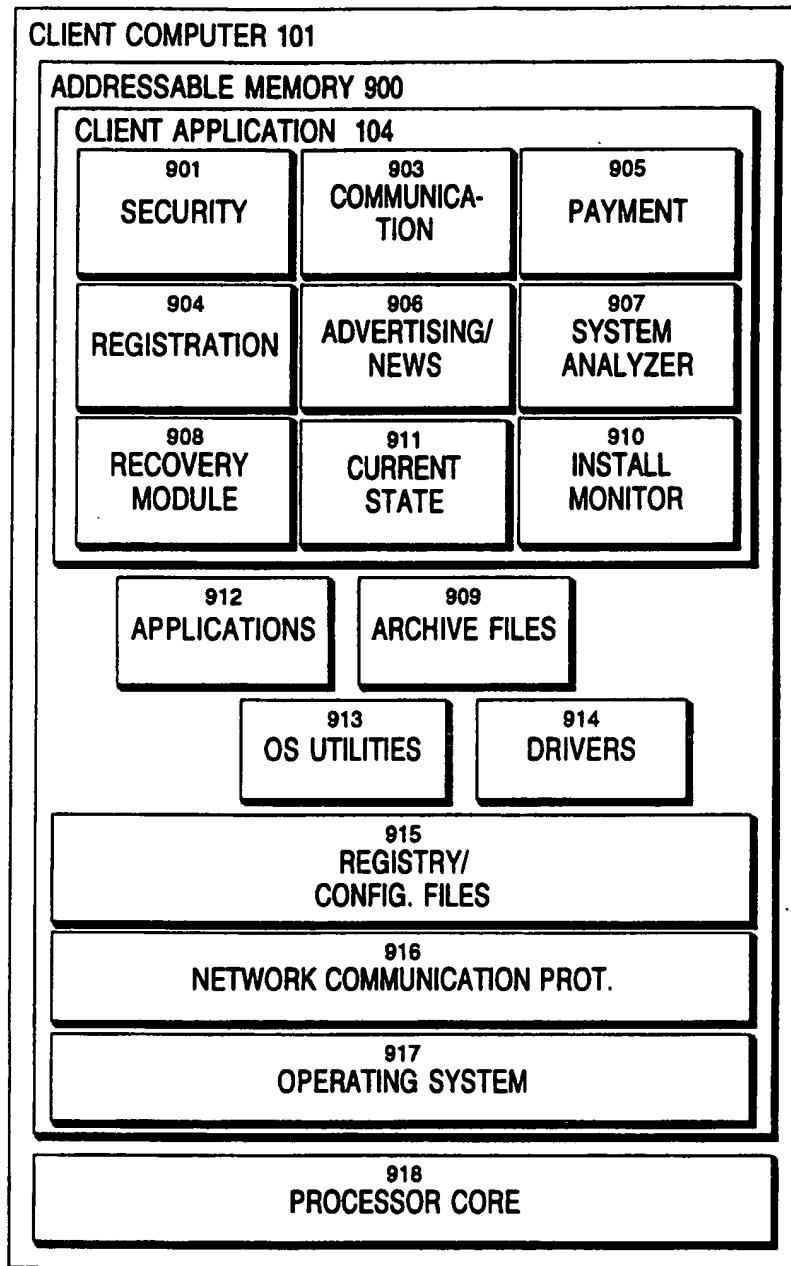 CLIENT COMPUTER 101
ADDRESSABLE MEMORY 900
CLIENT APPLICATION 104
901
SECURITY
903
COMMUNICA-
TION
905
PAYMENT
904
REGISTRATION
906
ADVERTISING/
NEWS
907
SYSTEM
ANALYZER
908
RECOVERY
MODULE
911
CURRENT
STATE
910
INSTALL
MONITOR
912
APPLICATIONS
909
ARCHIVE FILES
913
OS UTILITIES
914
DRIVERS
915
REGISTRY/
CONFIG. FILES
916
NETWORK COMMUNICATION PROT.
917
OPERATING SYSTEM
918
PROCESSOR CORE